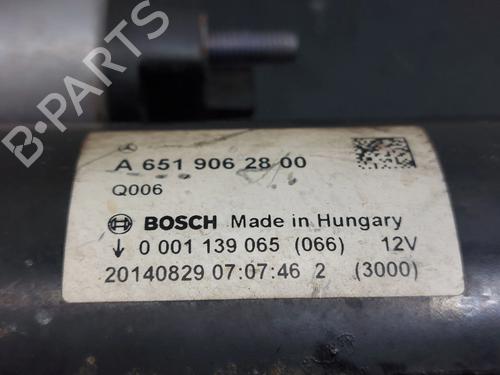 A 651 906 28 00
Q006
BOSCH Made in Hungary
↓ 0 001 139 065 (066) 12V
20140829 07:07:46 2 (3000)
B-PARTS